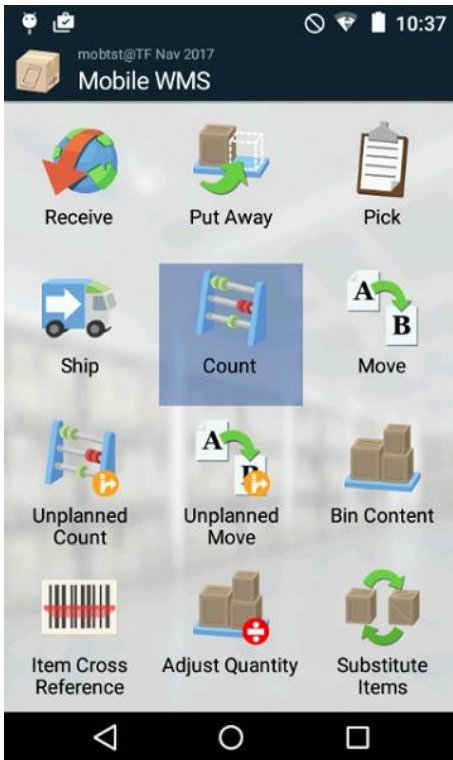 10:37
mobtst@TF Nav 2017
Mobile WMS
Receive
Put Away
Pick
Ship
Count
A
B
Move
A
B
Unplanned
Count
Unplanned
Move
Bin Content
Item Cross
Reference
Adjust Quantity
Substitute
Items